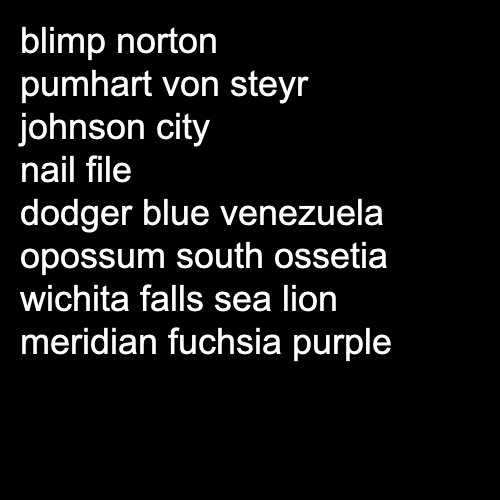 blimp norton
pumhart von steyr
johnson city
nail file
dodger blue venezuela
opossum south ossetia
wichita falls sea lion
meridian fuchsia purple